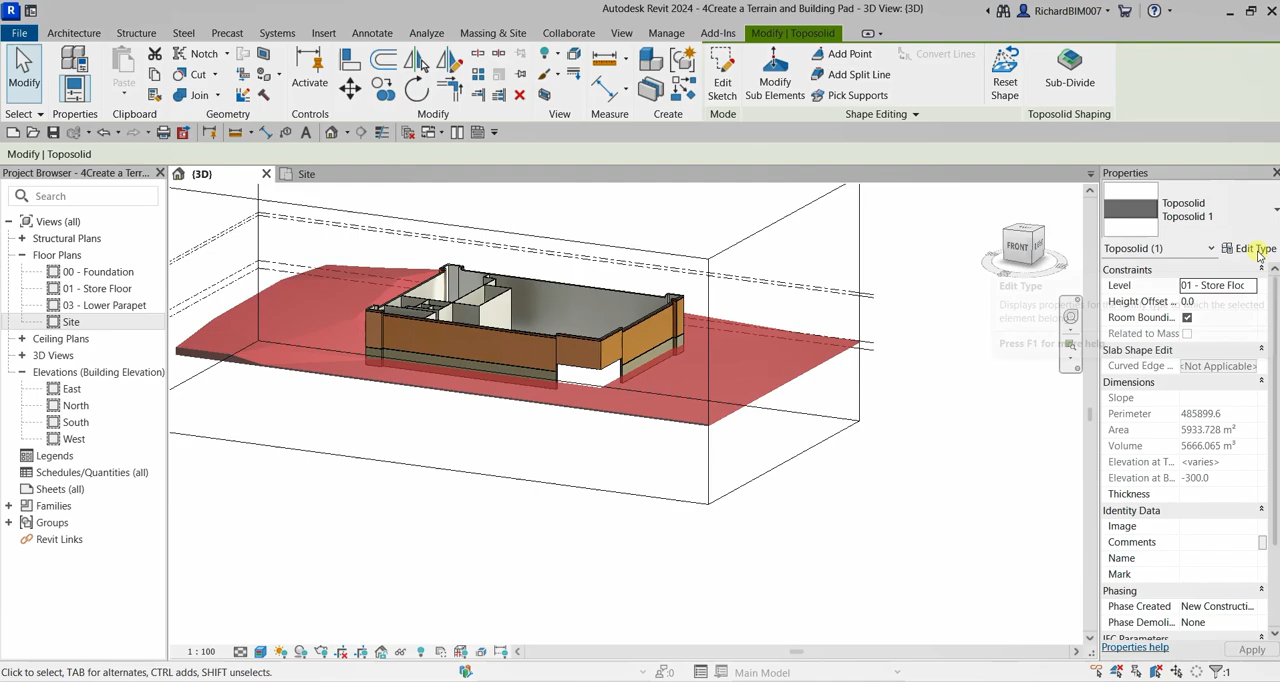 Autodesk Revit 2024 - 4Create a Terrain and Building Pad - 3D View: {3D}
RichardBIM007
File
Architecture
Structure
Steel
Precast
Systems
Insert
Annotate
Analyze
Massing & Site
Collaborate
View
Manage
Add-Ins
Modify | Toposolid
Modify
Paste
Notch
Cut
Join
Activate
Edit
Sketch
Modify
Sub Elements
Add Point
Add Split Line
Pick Supports
Convert Lines
Reset
Shape
Sub-Divide
Select
Properties
Clipboard
Geometry
Controls
Modify
View
Measure
Create
Mode
Shape Editing
Toposolid Shaping
Modify | Toposolid
Project Browser - 4Create a Terr...
{3D}
Site
Properties
Search
Views (all)
Structural Plans
Floor Plans
00 - Foundation
01 - Store Floor
03 - Lower Parapet
Site
Ceiling Plans
3D Views
Elevations (Building Elevation)
East
North
South
West
Legends
Schedules/Quantities (all)
Sheets (all)
Families
Groups
Revit Links
FRONT
Edit Type
Press F1 for more help
Toposolid
Toposolid 1
Toposolid (1)
Edit Type
Constraints
Level 01 - Store Floc
Height Offset ... 0.0
Room Boundi...
Related to Mass
Slab Shape Edit
Curved Edge ... <Not Applicable>
Dimensions
Slope
Perimeter 485899.6
Area 5933.728 m²
Volume 5666.065 m³
Elevation at T... <varies>
Elevation at B... -300.0
Thickness
Identity Data
Image
Comments
Name
Mark
Phasing
Phase Created New Constructi...
Phase Demoli... None
IFC Parameters
Properties help
Apply
1 : 100
Click to select, TAB for alternates, CTRL adds, SHIFT unselects.
:0
Main Model
:1